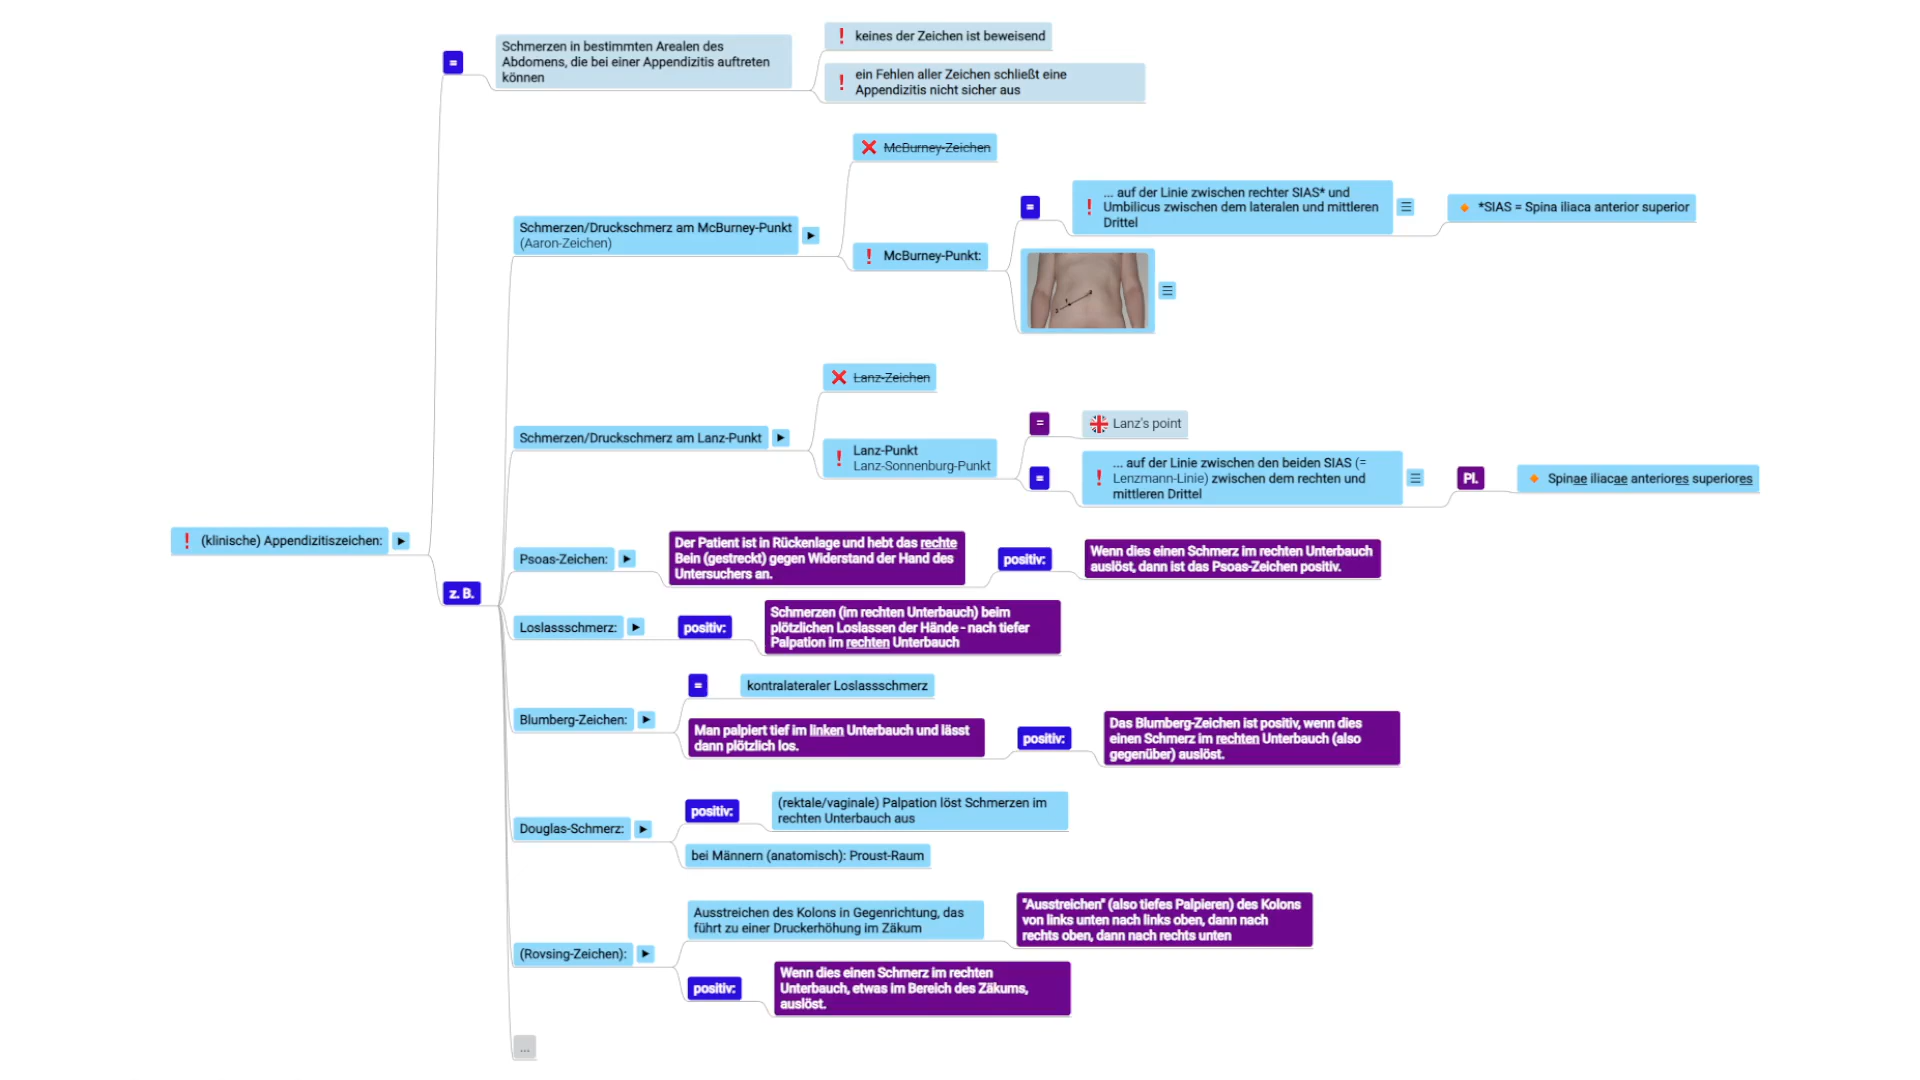 ❗ (klinische) Appendizitiszeichen:
=
Schmerzen in bestimmten Arealen des
Abdomens, die bei einer Appendizitis auftreten
können
❗ keines der Zeichen ist beweisend
❗ ein Fehlen aller Zeichen schließt eine
Appendizitis nicht sicher aus
z. B.
Schmerzen/Druckschmerz am McBurney-Punkt
(Aaron-Zeichen)
❌ McBurney-Zeichen
❗ McBurney-Punkt:
=
❗ ... auf der Linie zwischen rechter SIAS* und
Umbilicus zwischen dem lateralen und mittleren
Drittel
*SIAS = Spina iliaca anterior superior
Schmerzen/Druckschmerz am Lanz-Punkt
❌ Lanz-Zeichen
❗ Lanz-Punkt
Lanz-Sonnenburg-Punkt
=
Lanz's point
=
❗ ... auf der Linie zwischen den beiden SIAS (=
Lenzmann-Linie) zwischen dem rechten und
mittleren Drittel
Pl.
Spinae iliacae anteriores superiores
Psoas-Zeichen:
Der Patient ist in Rückenlage und hebt das rechte
Bein (gestreckt) gegen Widerstand der Hand des
Untersuchers an.
positiv:
Wenn dies einen Schmerz im rechten Unterbauch
auslöst, dann ist das Psoas-Zeichen positiv.
Loslassschmerz:
positiv:
Schmerzen (im rechten Unterbauch) beim
plötzlichen Loslassen der Hände - nach tiefer
Palpation im rechten Unterbauch
Blumberg-Zeichen:
=
kontralateraler Loslassschmerz
Man palpiert tief im linken Unterbauch und lässt
dann plötzlich los.
positiv:
Das Blumberg-Zeichen ist positiv, wenn dies
einen Schmerz im rechten Unterbauch (also
gegenüber) auslöst.
Douglas-Schmerz:
positiv:
(rektale/vaginale) Palpation löst Schmerzen im
rechten Unterbauch aus
bei Männern (anatomisch): Proust-Raum
(Rovsing-Zeichen):
Ausstreichen des Kolons in Gegenrichtung, das
führt zu einer Druckerhöhung im Zäkum
"Ausstreichen" (also tiefes Palpieren) des Kolons
von links unten nach links oben, dann nach
rechts oben, dann nach rechts unten
positiv:
Wenn dies einen Schmerz im rechten
Unterbauch, etwas im Bereich des Zäkums,
auslöst.
...